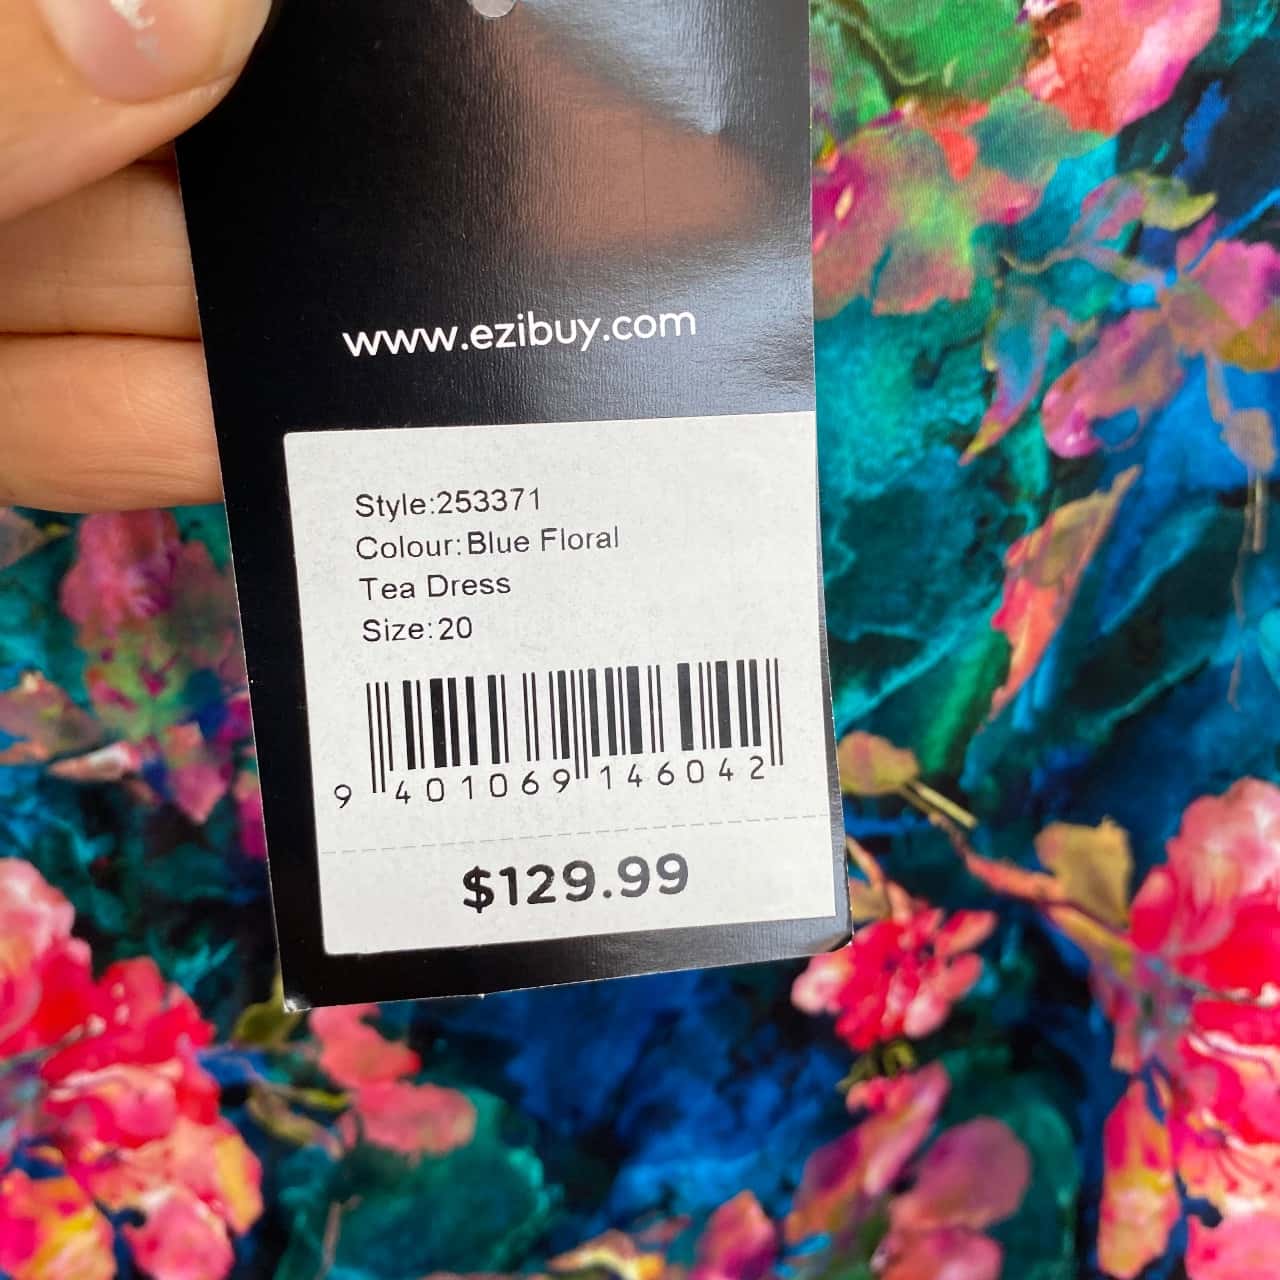 www.ezibuy.com
Style:253371
Colour:Blue Floral
Tea Dress
Size:20
9 401069 146042
$129.99